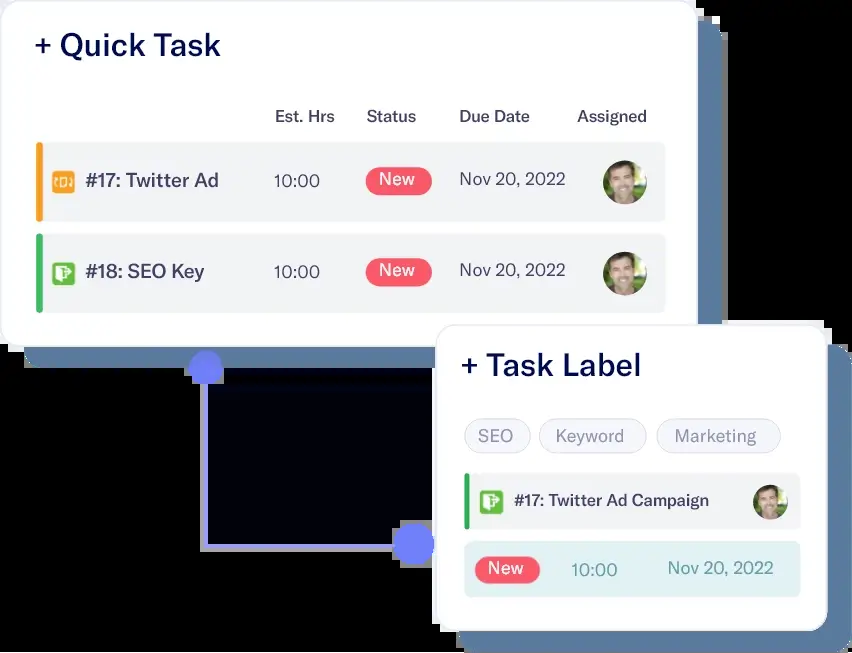 + Quick Task
Est. Hrs Status Due Date Assigned
#17: Twitter Ad 10:00 New Nov 20, 2022
#18: SEO Key 10:00 New Nov 20, 2022
+ Task Label
SEO Keyword Marketing
#17: Twitter Ad Campaign
New 10:00 Nov 20, 2022